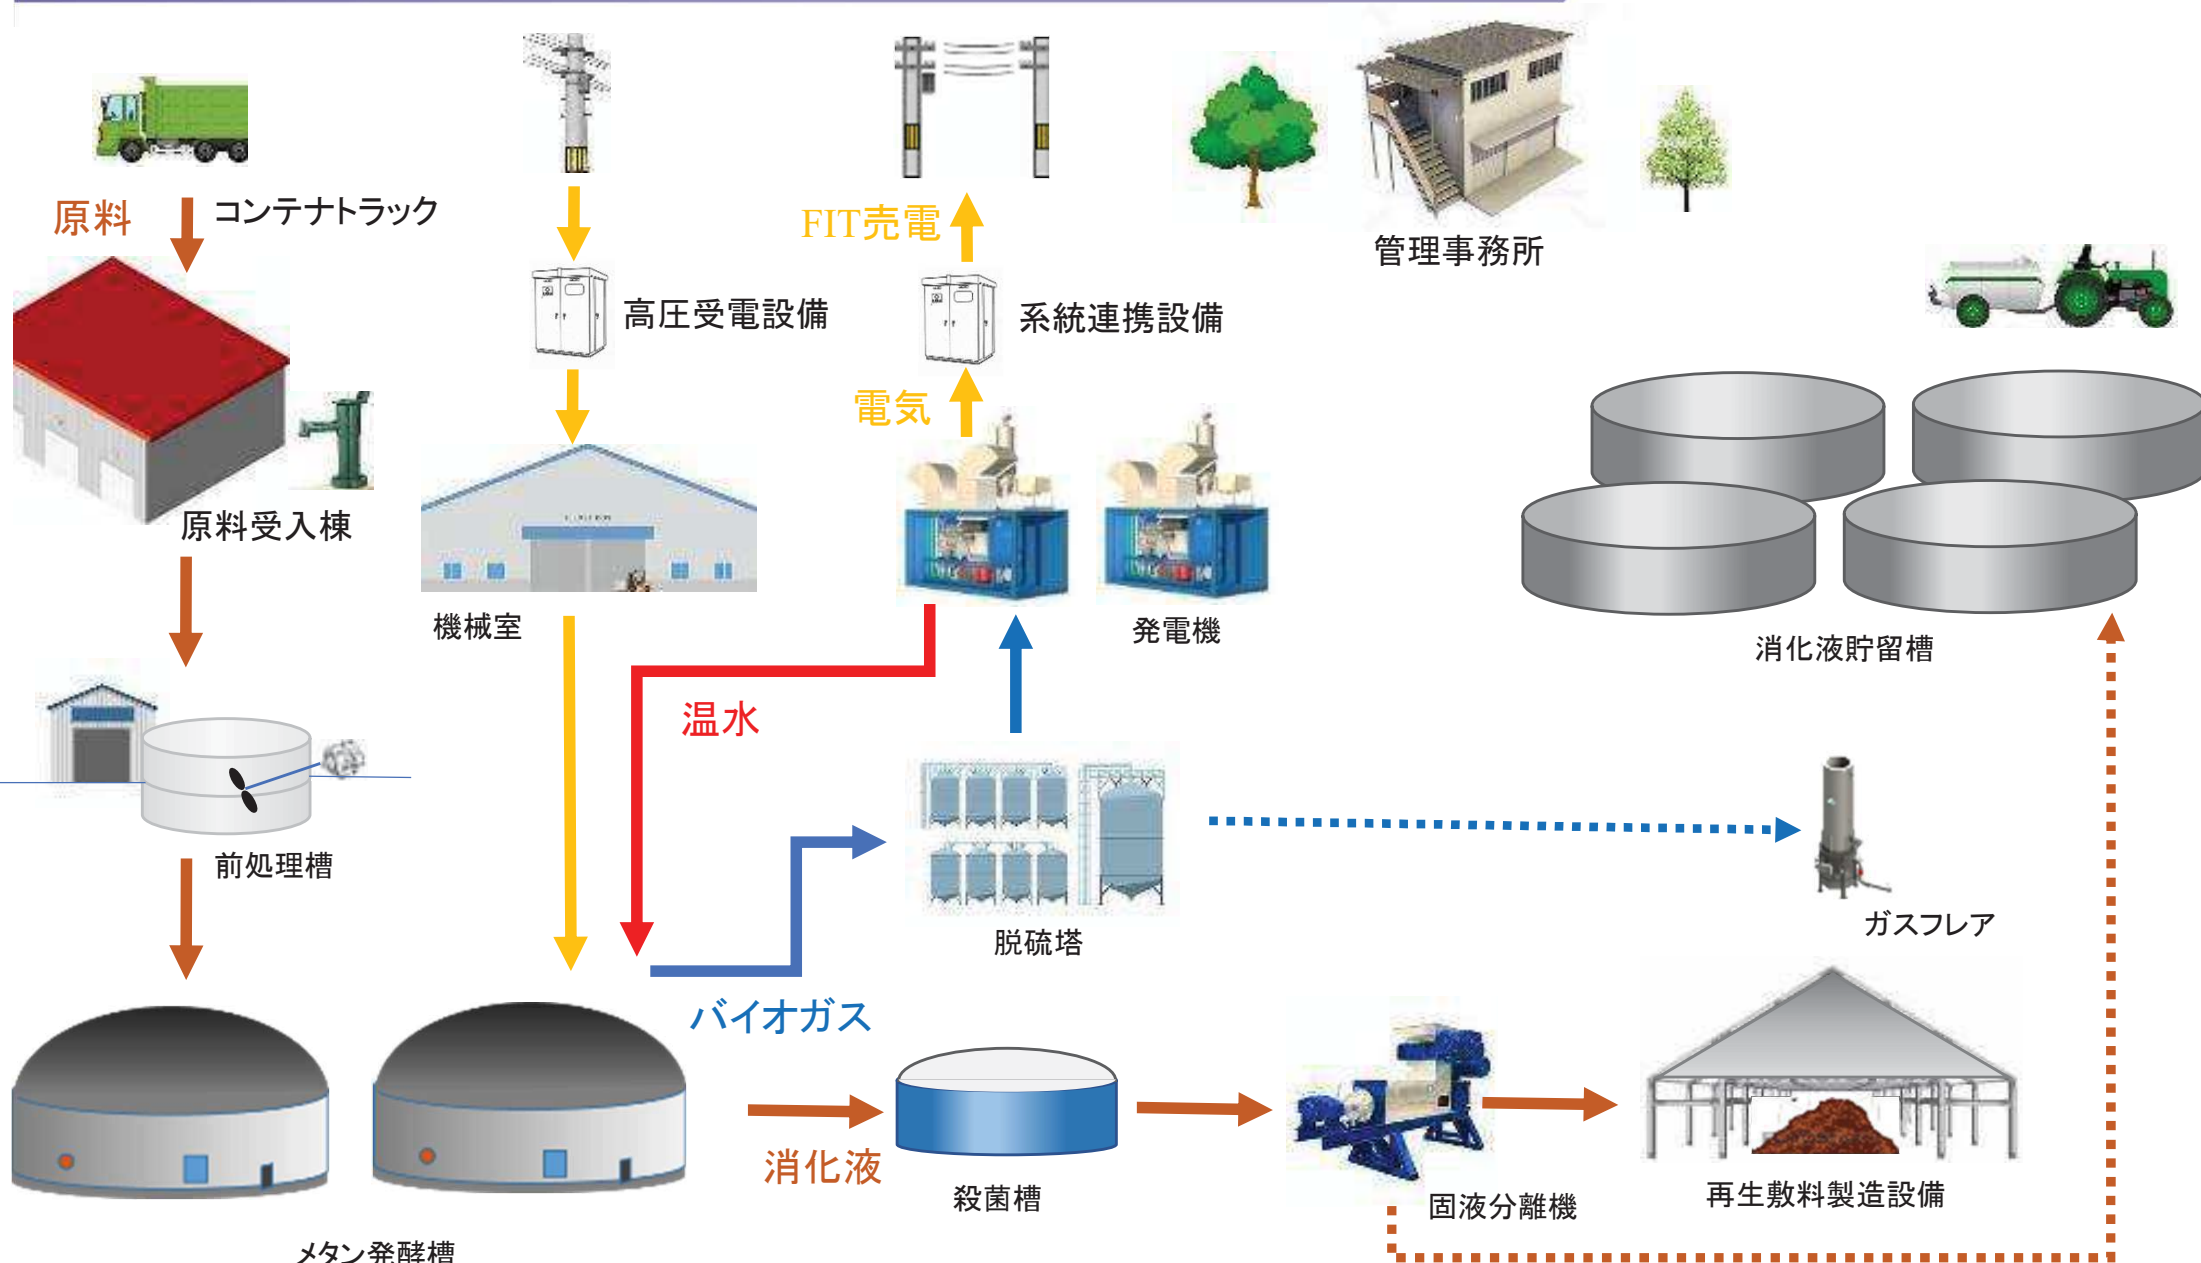 原料
コンテナトラック
FIT売電
管理事務所
高圧受電設備
系統連携設備
電気
原料受入棟
機械室
発電機
消化液貯留槽
温水
前処理槽
脱硫塔
ガスフレア
バイオガス
消化液
殺菌槽
固液分離機
再生敷料製造設備
メタン発酵槽